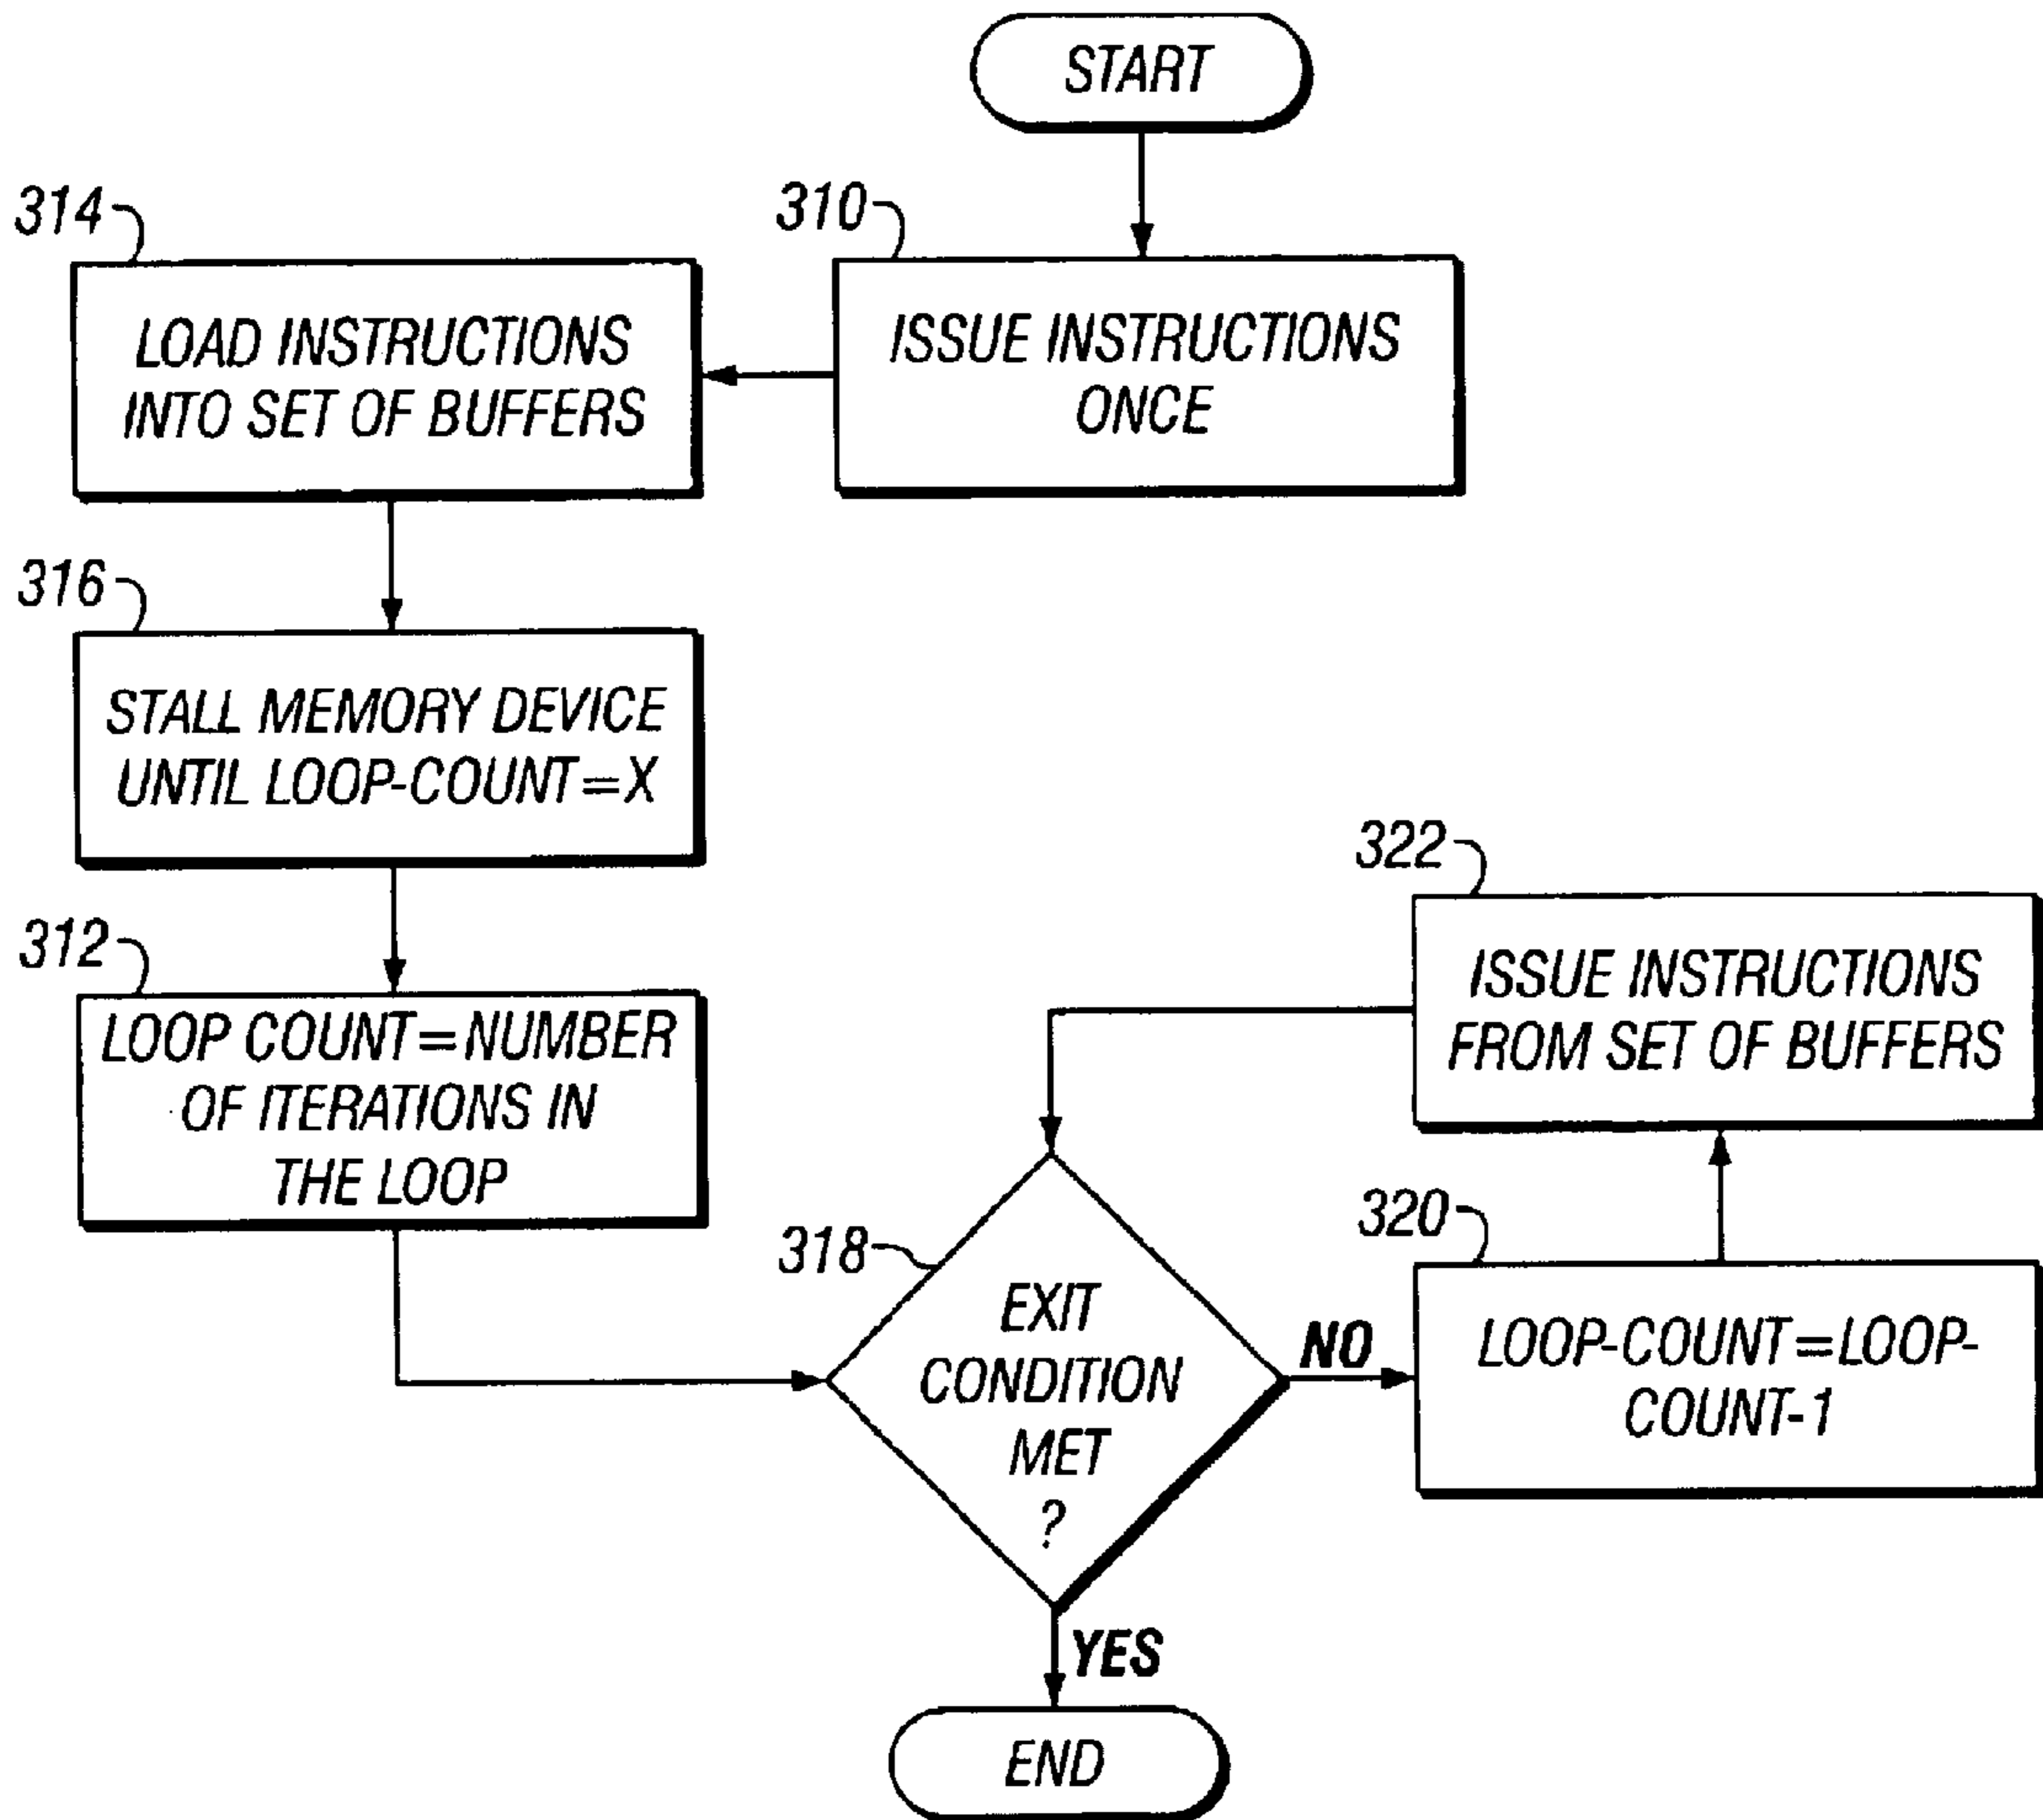 START
310
ISSUE INSTRUCTIONS
ONCE
314
LOAD INSTRUCTIONS
INTO SET OF BUFFERS
316
STALL MEMORY DEVICE
UNTIL LOOP-COUNT=X
312
LOOP COUNT=NUMBER
OF ITERATIONS IN
THE LOOP
318
EXIT
CONDITION
MET
?
NO
320
LOOP-COUNT=LOOP-
COUNT-1
322
ISSUE INSTRUCTIONS
FROM SET OF BUFFERS
YES
END